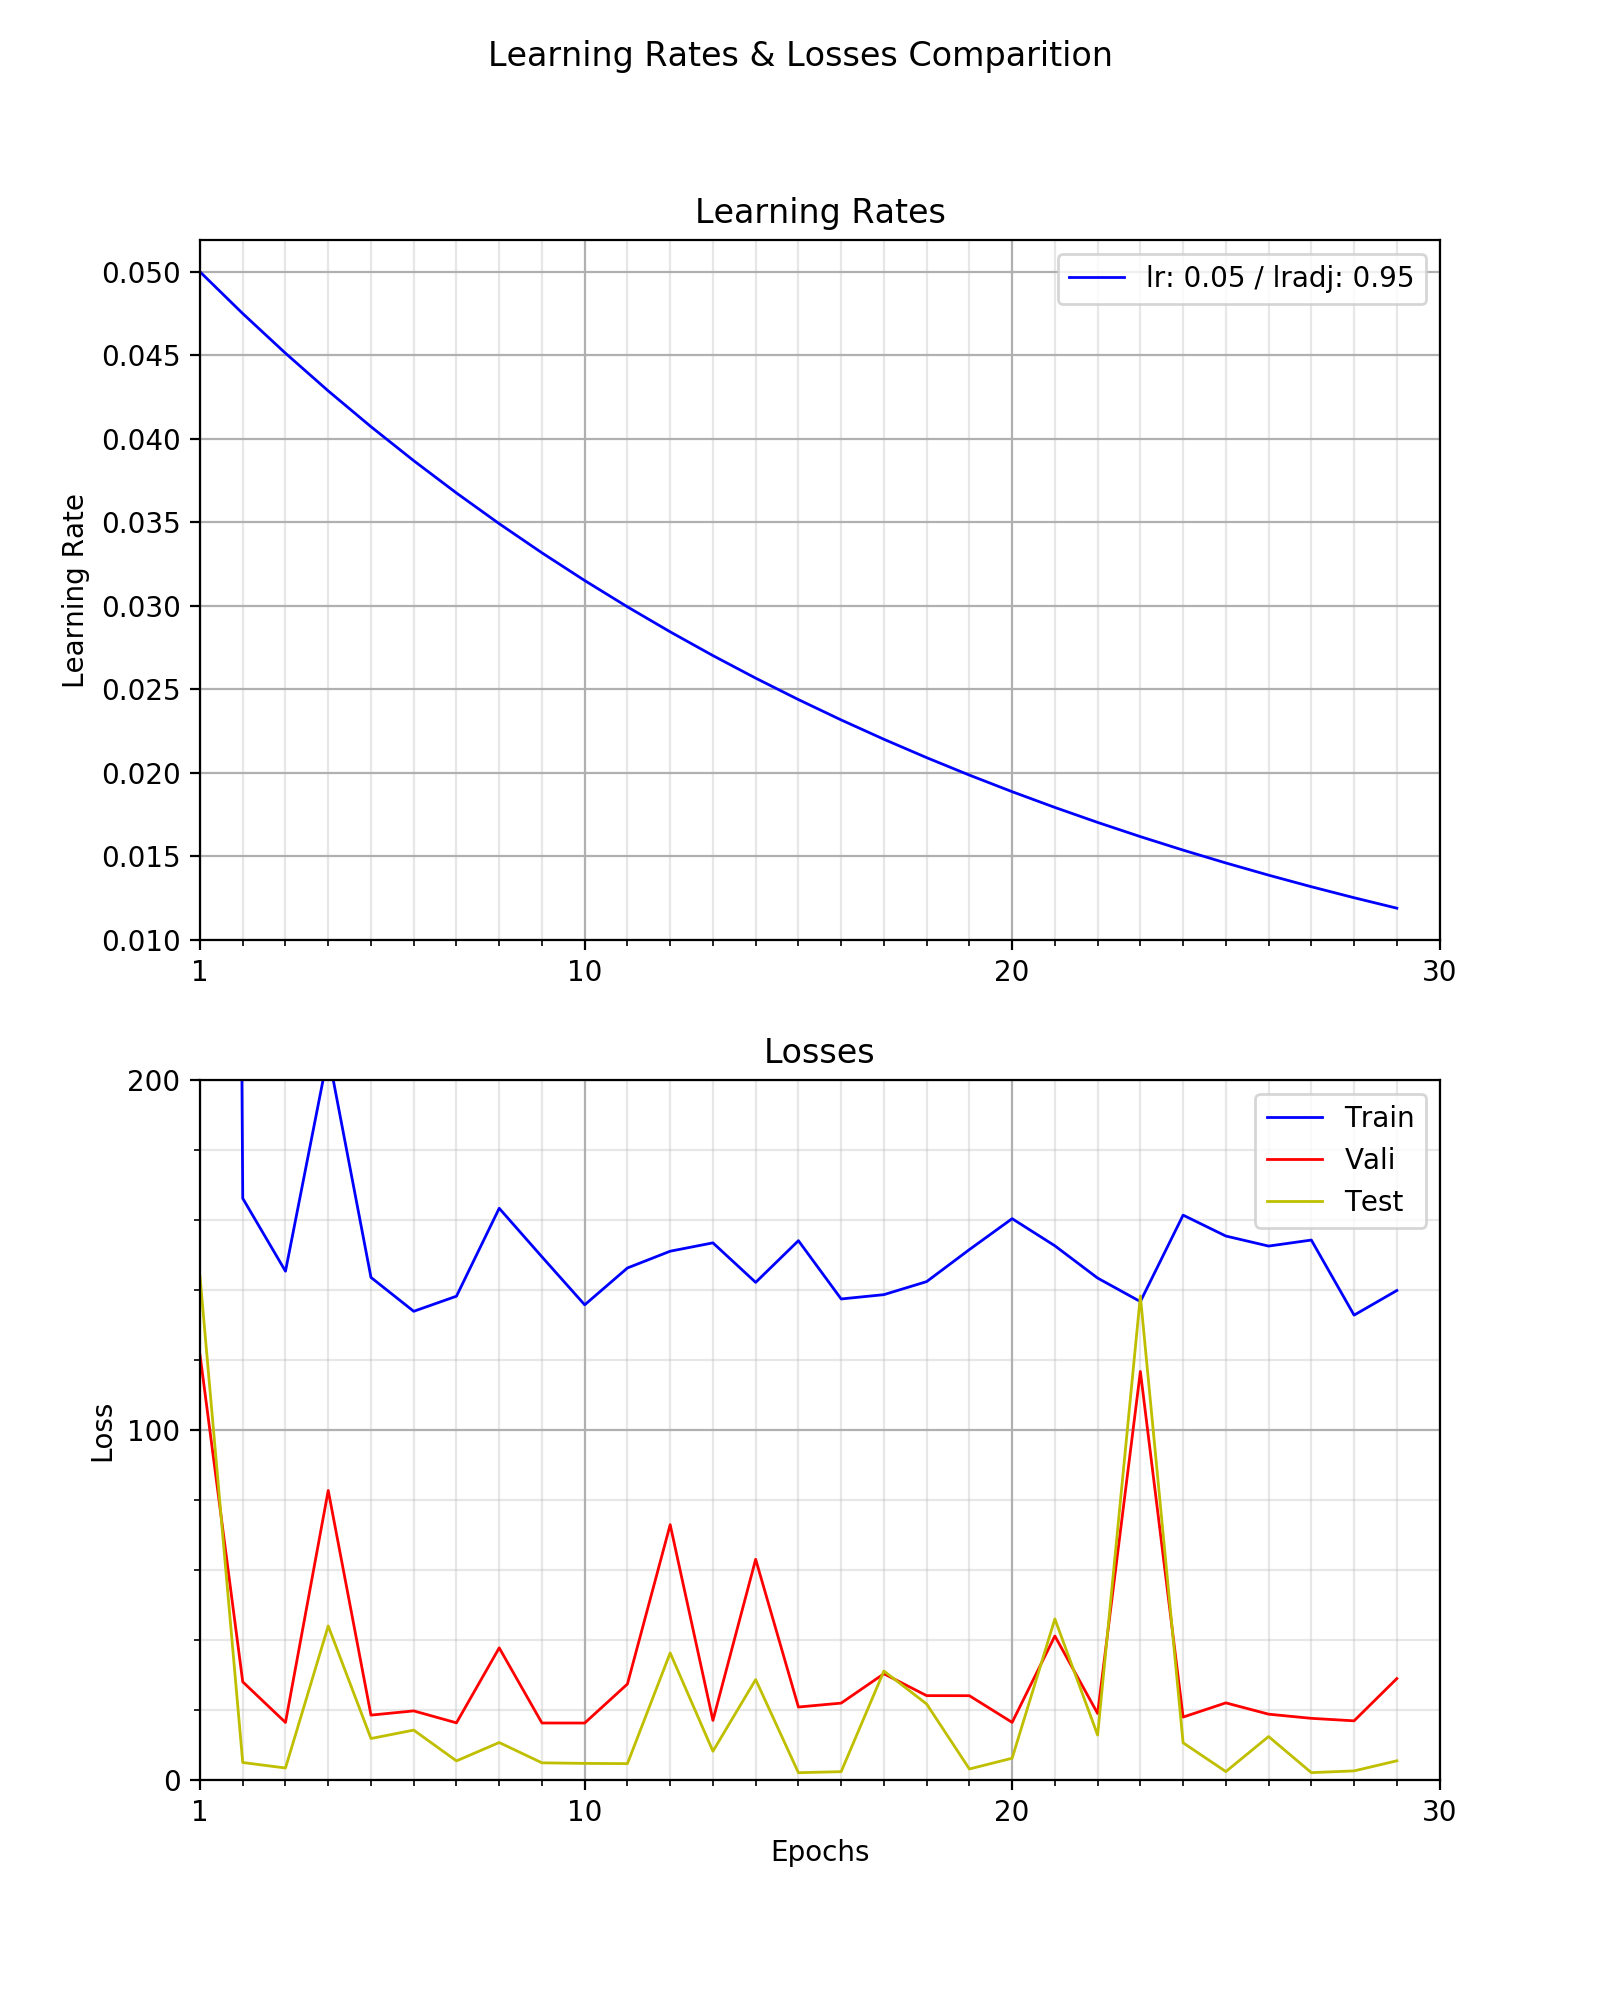 Learning Rates & Losses Comparition
Learning Rates
lr: 0.05 / lradj: 0.95
0.050
0.045
0.040
0.035
0.030
0.025
0.020
0.015
0.010
Learning Rate
1 10 20 30
Losses
Train
Vali
Test
200
100
0
Loss
1 10 20 30
Epochs